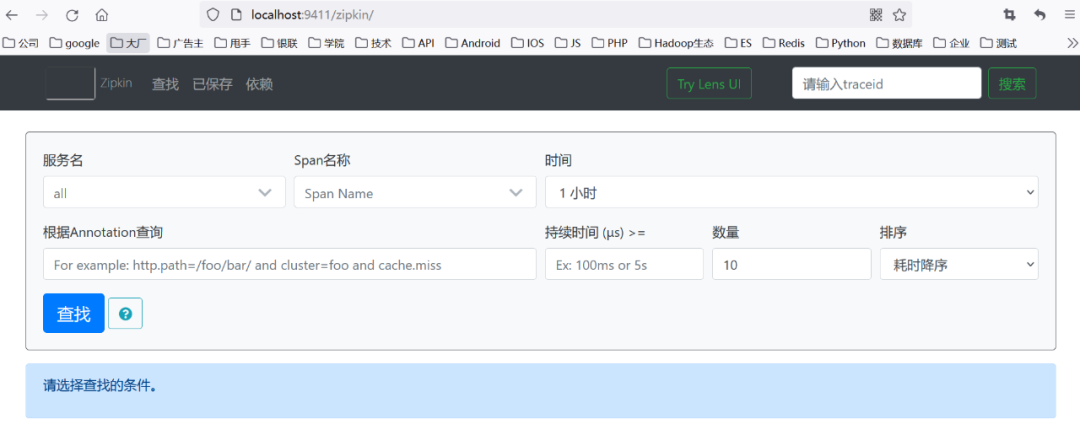 localhost:9411/zipkin/
公司 google 大厂 广告主 甩手 银联 学院 技术 API Android IOS JS PHP Hadoop生态 ES Redis Python 数据库 企业 测试
Zipkin 查找 已保存 依赖 Try Lens UI 请输入traceid 搜索
服务名 Span名称 时间
all Span Name 1 小时
根据Annotation查询 持续时间 (μs) >= 数量 排序
For example: http.path=/foo/bar/ and cluster=foo and cache.miss Ex: 100ms or 5s 10 耗时降序
查找
请选择查找的条件。